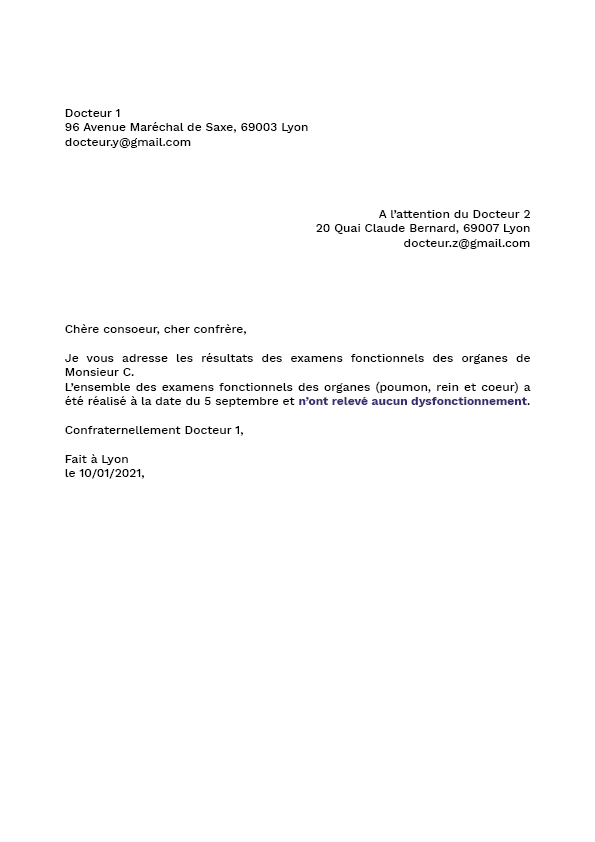 Docteur 1
96 Avenue Maréchal de Saxe, 69003 Lyon
docteur.y@gmail.com
A l'attention du Docteur 2
20 Quai Claude Bernard, 69007 Lyon
docteur.z@gmail.com
Chère consoeur, cher confrère,
Je vous adresse les résultats des examens fonctionnels des organes de
Monsieur C.
L'ensemble des examens fonctionnels des organes (poumon, rein et coeur) a
été réalisé à la date du 5 septembre et n'ont relevé aucun dysfonctionnement.
Confraternellement Docteur 1,
Fait à Lyon
le 10/01/2021,